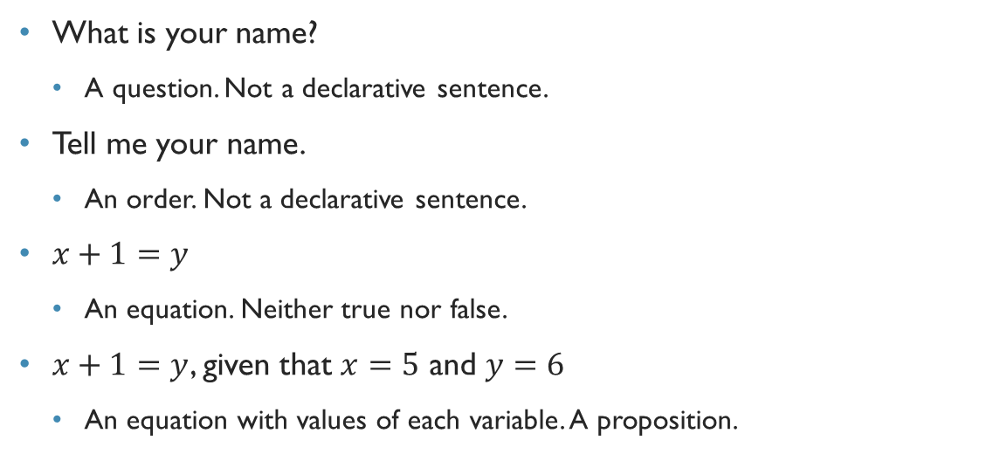 • What is your name?
• A question. Not a declarative sentence.
• Tell me your name.
• An order. Not a declarative sentence.
• x + 1 = y
• An equation. Neither true nor false.
• x + 1 = y, given that x = 5 and y = 6
• An equation with values of each variable. A proposition.